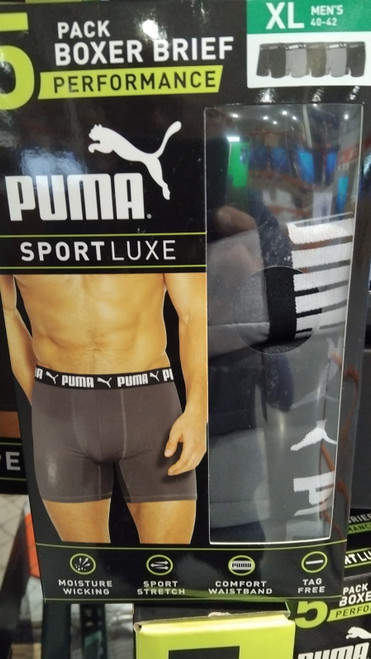 5
PACK
BOXER BRIEF
PERFORMANCE
XL MEN'S
40-42
PUMA
SPORTLUXE
PUMA PUMA
MOISTURE
WICKING
SPORT
STRETCH
COMFORT
WAISTBAND
TAG
FREE
BRIEF
5
PACK
PUMA